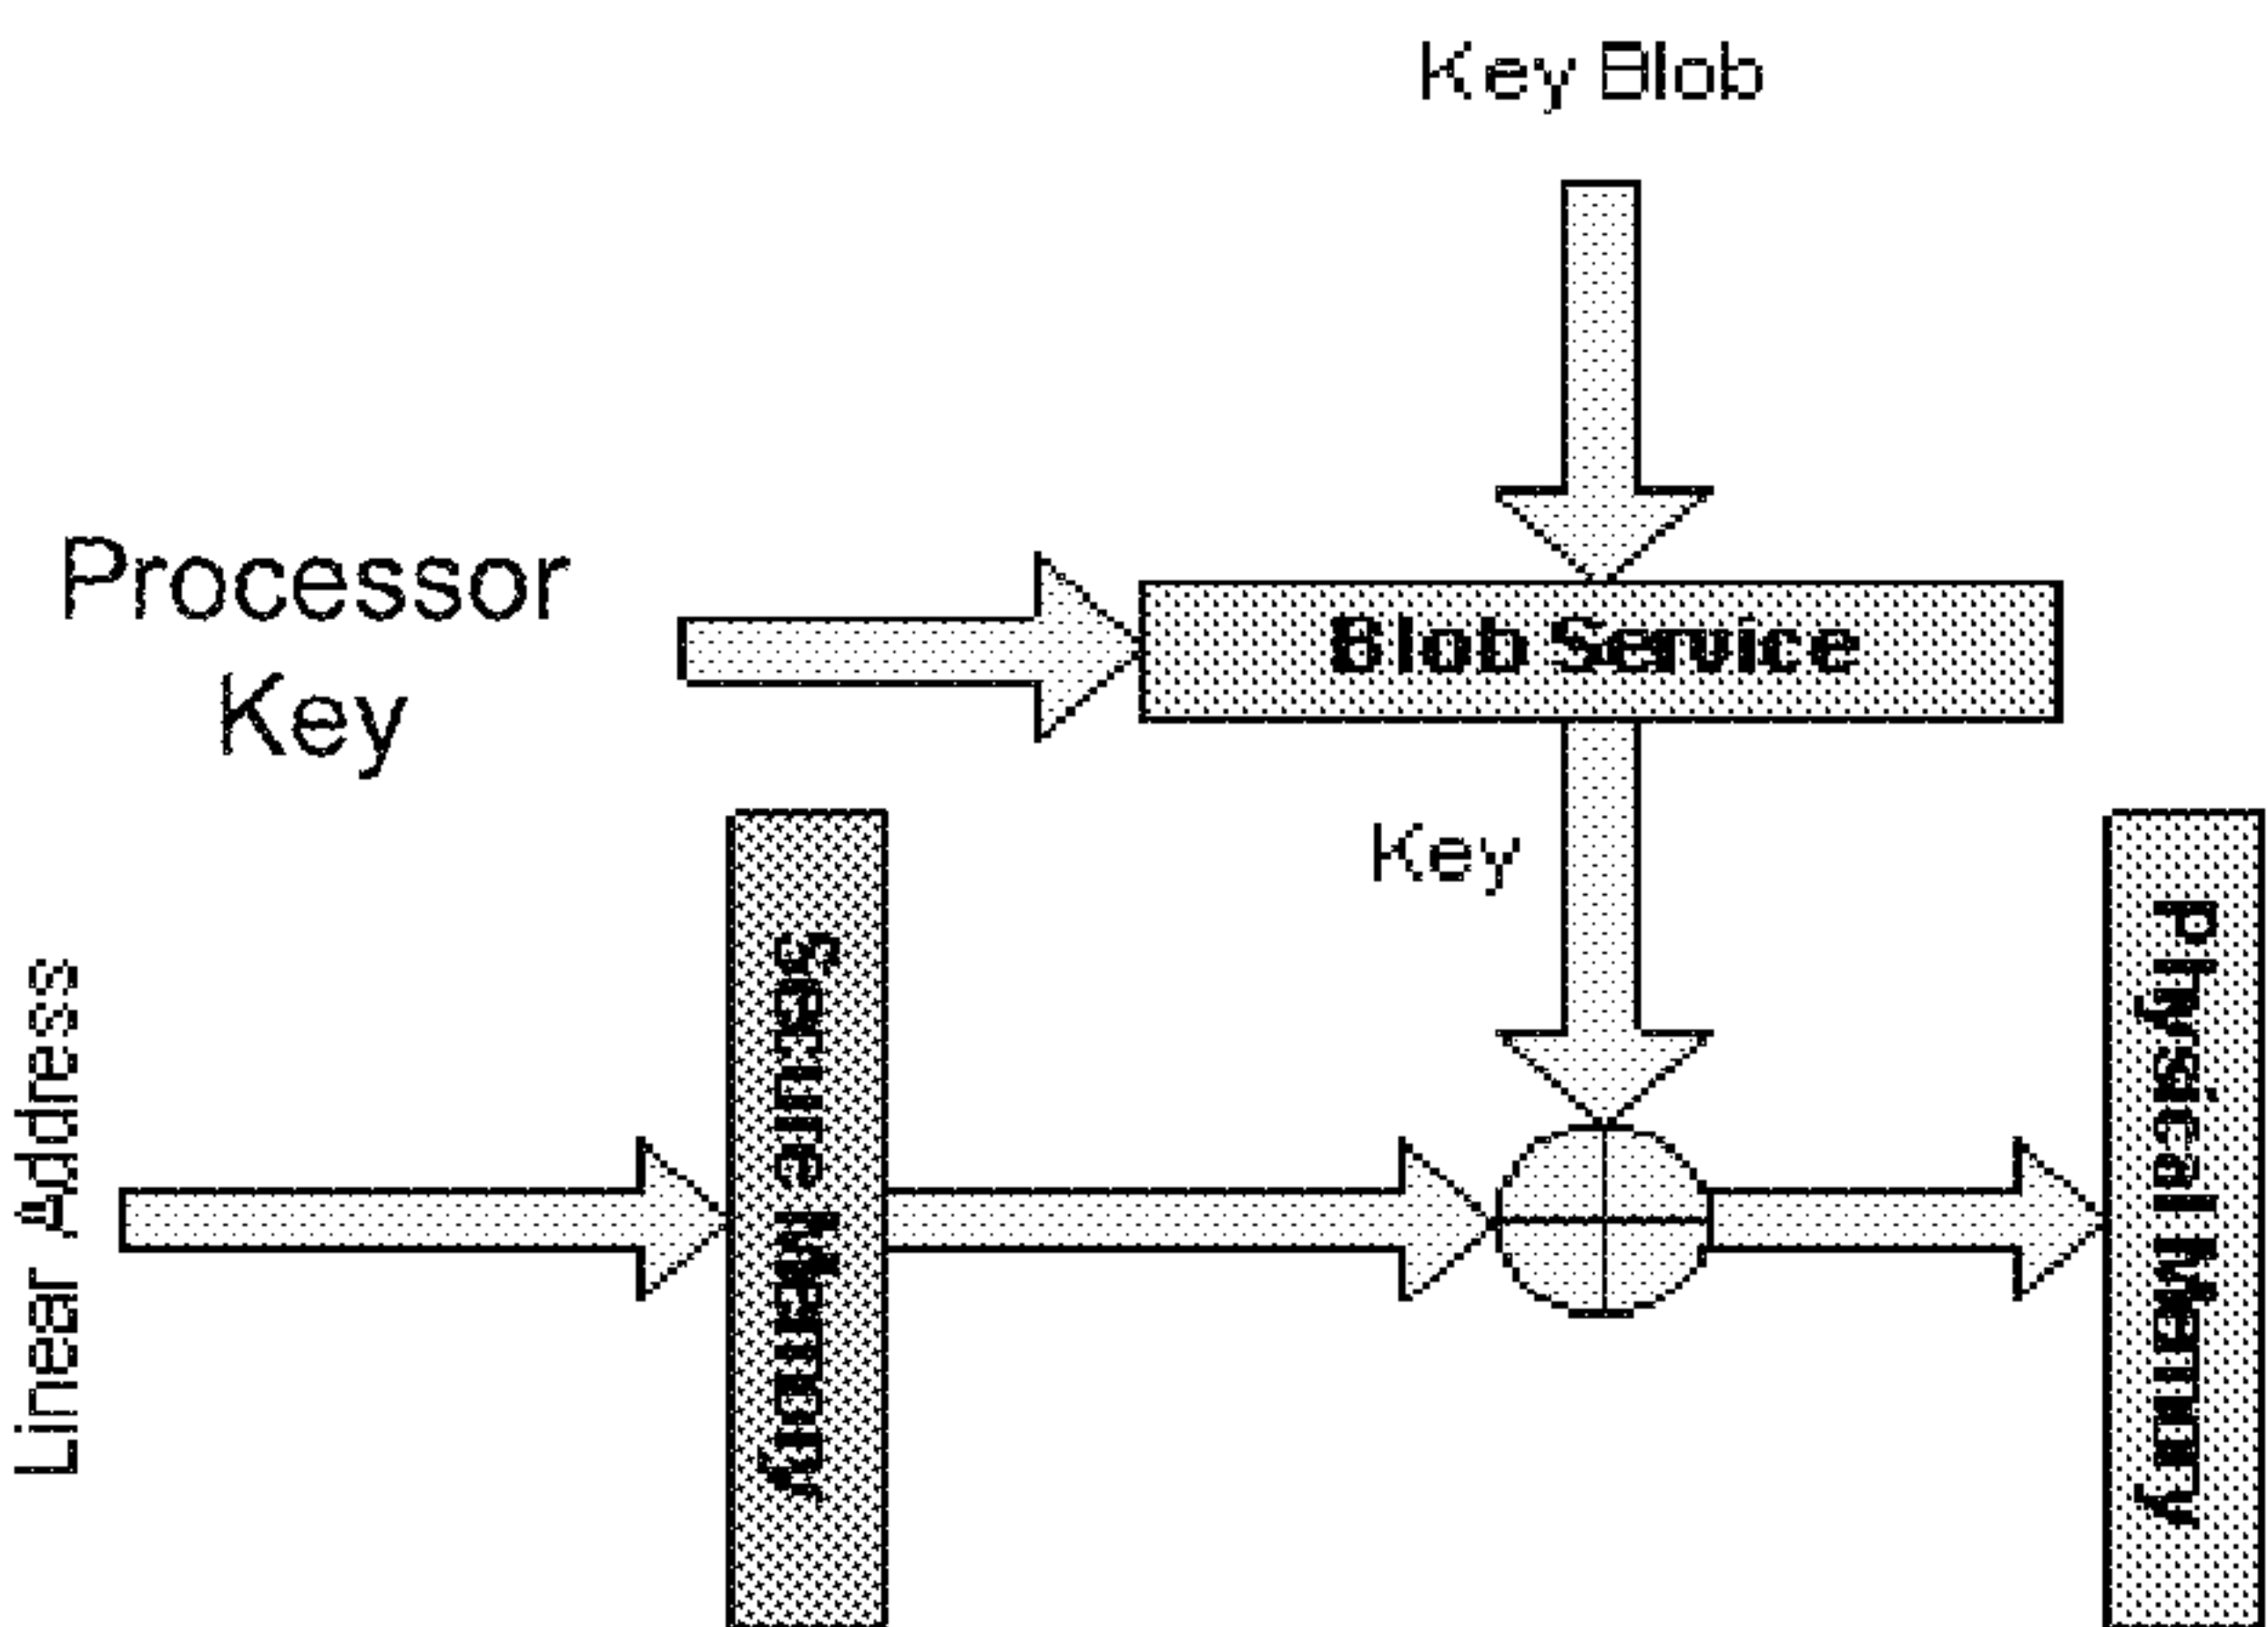 Key Blob
Processor
Key
Blob Service
Key
Linear Address
Secure Memory
Physical Memory